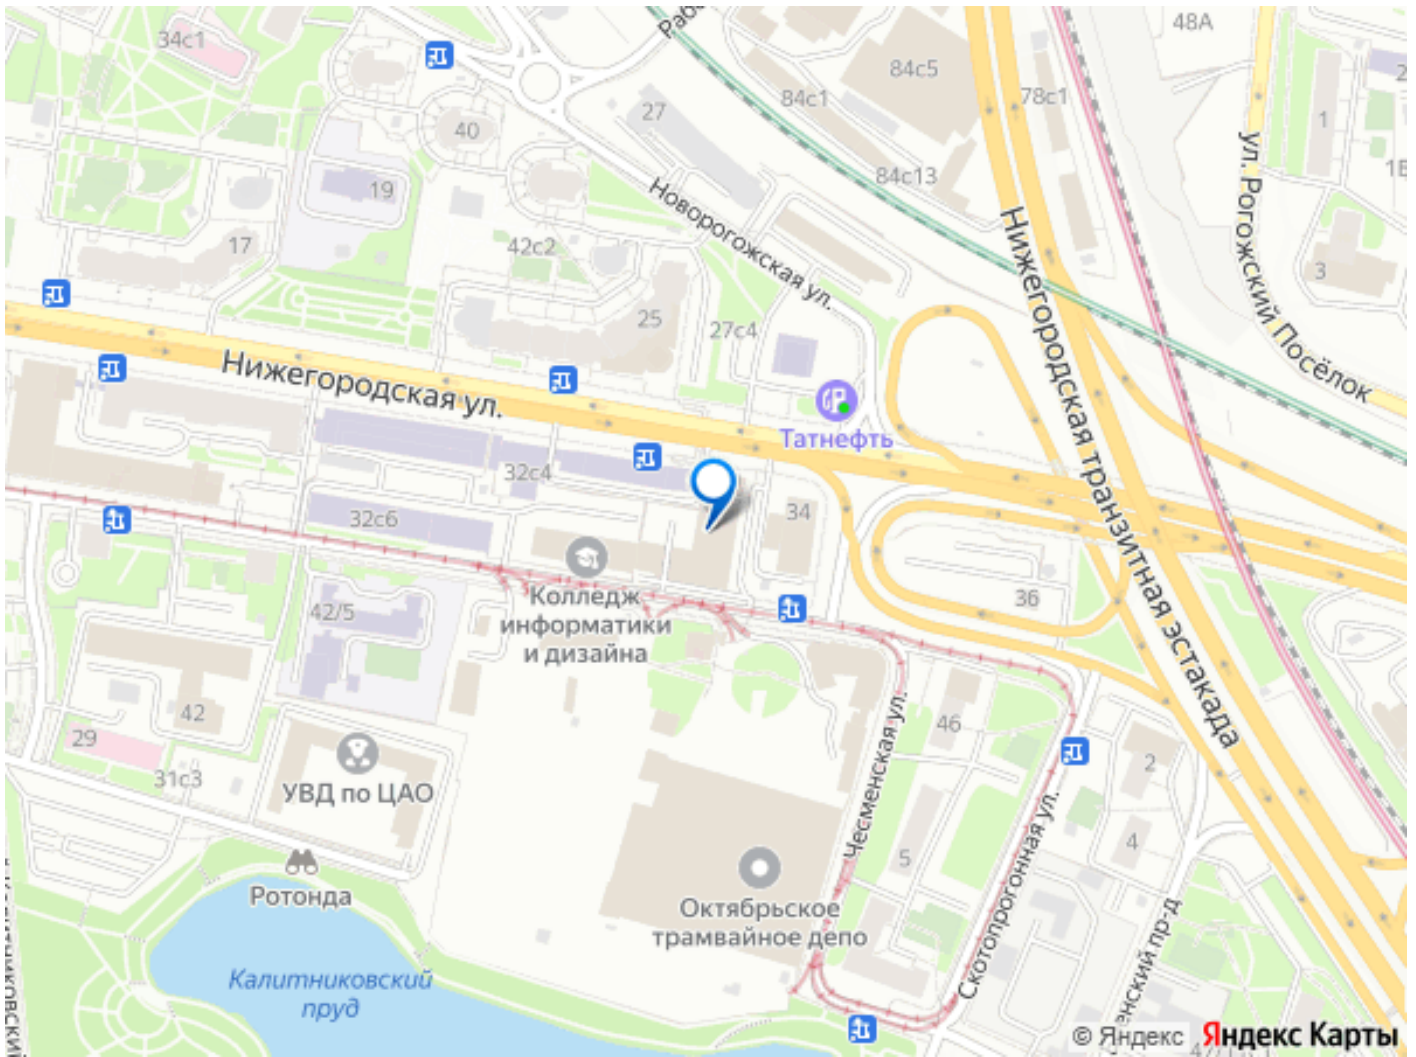 34с1
48А
84с5
84с1
78с1
27
40
1
84с13
ул. Рогожский Посёлок
19
Новорогожская ул.
17
42с2
Нижегородская транзитная эстакада
3
25
27с4
Нижегородская ул.
Татнефть
32с4
32с6
34
Колледж
информатики
и дизайна
36
42/5
42
46
29
31с3
УВД по ЦАО
2
Чесменская ул.
4
5
Скотопрогонная ул.
Ротонда
Октябрьское
трамвайное депо
Калитниковский
пруд
© Яндекс
Яндекс Карты